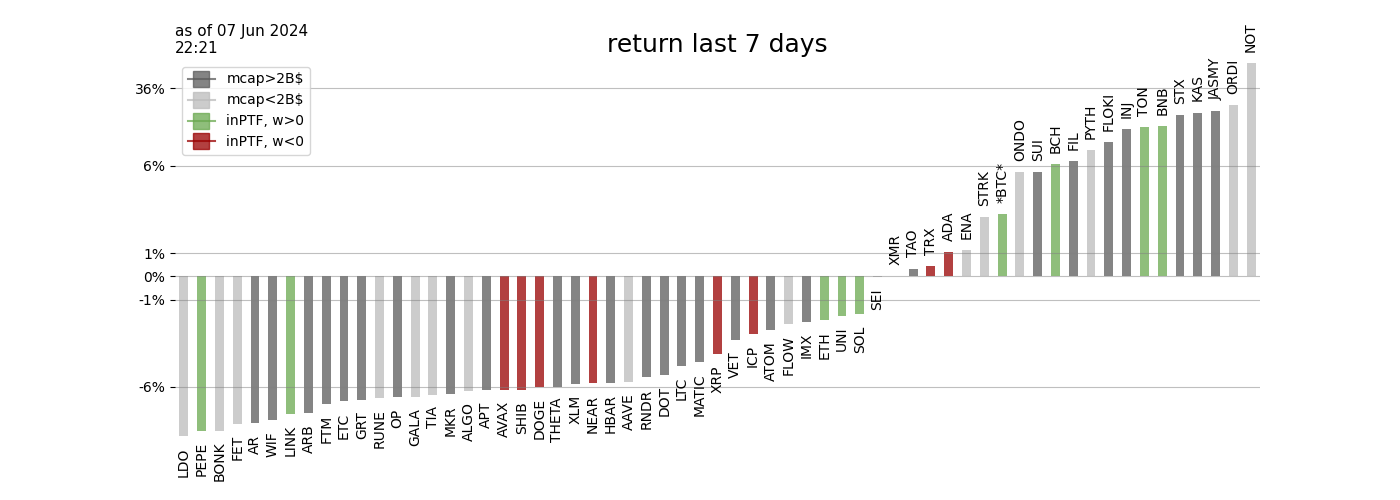 as of 07 Jun 2024
22:21
return last 7 days
mcap>2B$
mcap<2B$
inPTF, w>0
inPTF, w<0
36%
6%
1%
0%
-1%
-6%
LDO
PEPE
BONK
FET
AR
WIF
LINK
ARB
FTM
ETC
GRT
RUNE
OP
GALA
TIA
MKR
ALGO
APT
AVAX
SHIB
DOGE
THETA
XLM
NEAR
HBAR
AAVE
RNDR
DOT
LTC
MATIC
XRP
VET
ICP
ATOM
FLOW
IMX
ETH
UNI
SOL
SEI
XMR
TAO
TRX
ADA
ENA
STRK
*BTC*
ONDO
SUI
BCH
FIL
PYTH
FLOKI
INJ
TON
BNB
STX
KAS
JASMY
ORDI
NOT